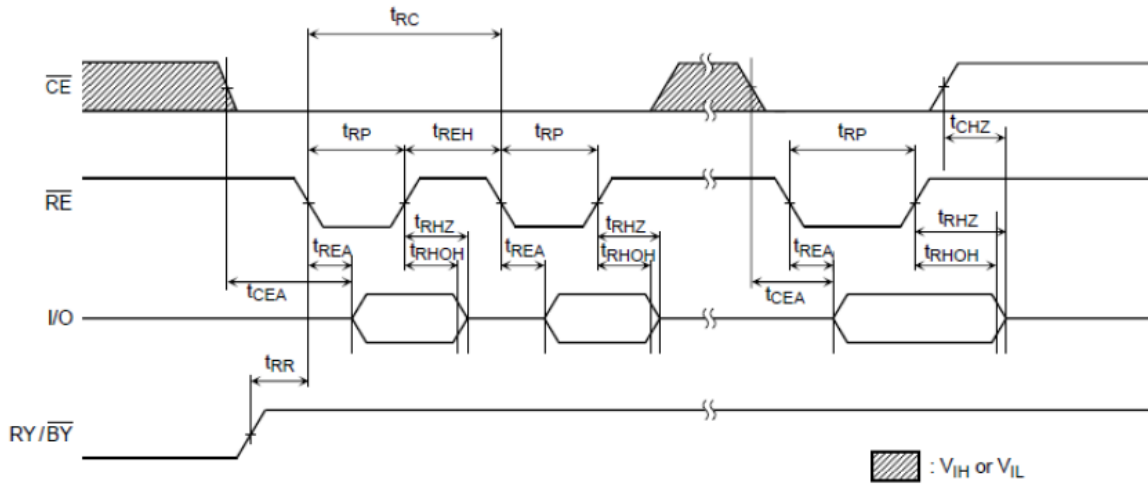 tRC
CE
tRP tREH tRP tRP tCHZ
RE
tRHZ tRHZ tRHZ
tREA tRHOH tREA tRHOH tREA tRHOH
tCEA tCEA
I/O
tRR
RY/BY
: VIH or VIL